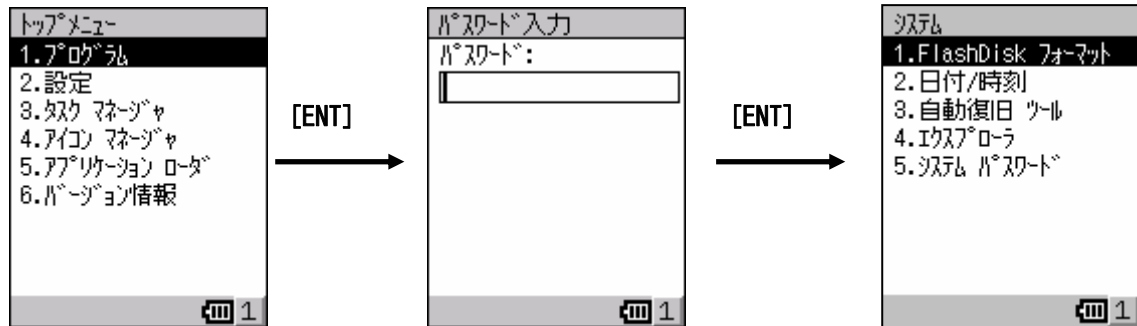 トップメニュー
1.プログラム
2.設定
3.タスク マネージャ
4.アイコン マネージャ
5.アプリケーション ローダ
6.バージョン情報
1
[ENT]
パスワード入力
パスワード:
1
[ENT]
システム
1.FlashDisk フォーマット
2.日付/時刻
3.自動復旧 ツール
4.エクスプローラ
5.システム パスワード
1